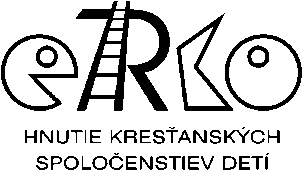 eRKO
HNUTIE KRESŤANSKÝCH
SPOLOČENSTIEV DETÍ